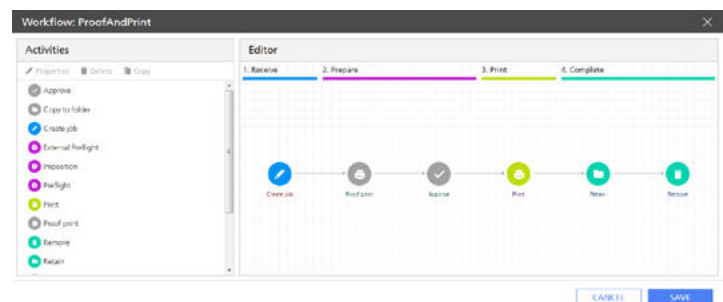 Workflow: ProofAndPrint
Activities
Editor
Properties Delete Copy
1. Receive 2. Prepare 3. Print 6. Complete
Approve
Copy to folder
Create job
External Preflight
Imposition
Preflight
Print
Proof print
Remove
Retain
Create job Proof print Approve Print Retain Remove
CANCEL SAVE